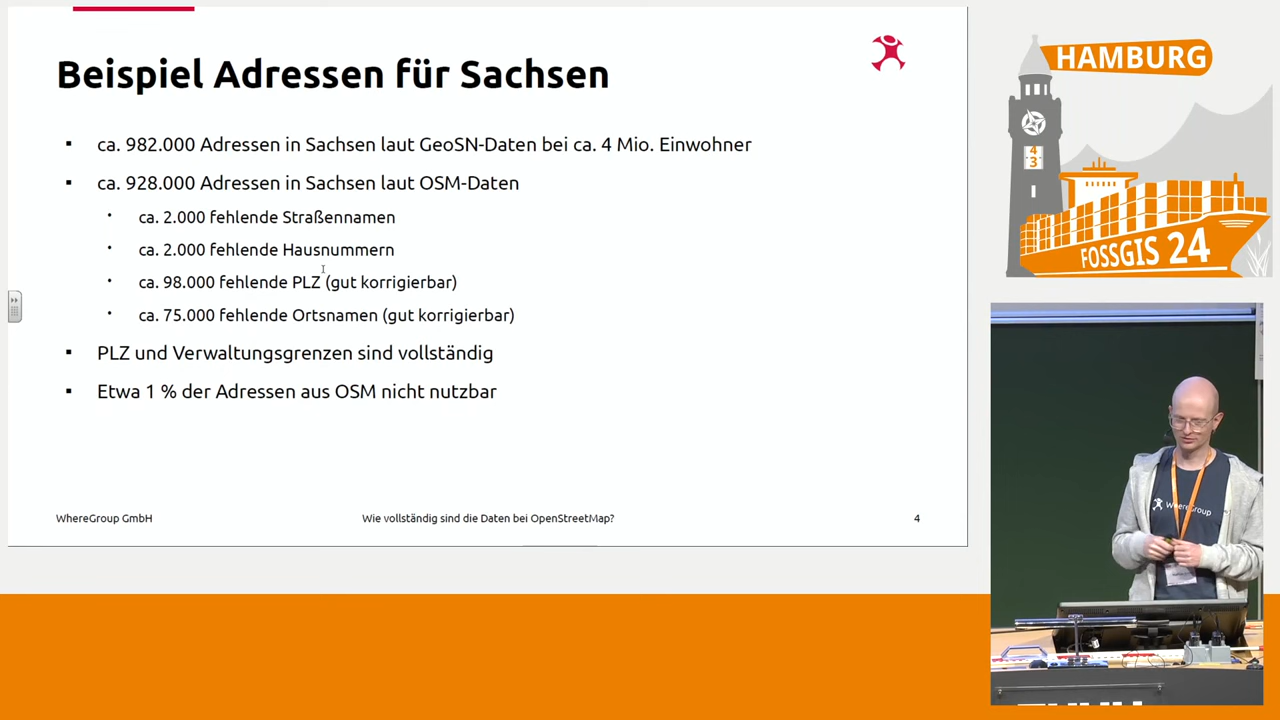 Beispiel Adressen für Sachsen
ca. 982.000 Adressen in Sachsen laut GeoSN-Daten bei ca. 4 Mio. Einwohner
ca. 928.000 Adressen in Sachsen laut OSM-Daten
ca. 2.000 fehlende Straßennamen
ca. 2.000 fehlende Hausnummern
ca. 98.000 fehlende PLZ (gut korrigierbar)
ca. 75.000 fehlende Ortsnamen (gut korrigierbar)
PLZ und Verwaltungsgrenzen sind vollständig
Etwa 1 % der Adressen aus OSM nicht nutzbar
WhereGroup GmbH
Wie vollständig sind die Daten bei OpenStreetMap?
4
HAMBURG
4
3
FOSSGIS 24
WhereGroup